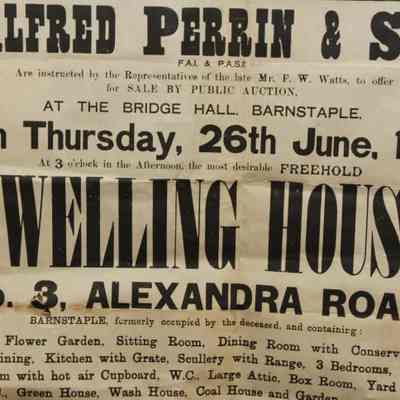 ALFRED PERRIN & S
F.A.I. & P.A.S.I
Are instructed by the Representatives of the late Mr. F. W. Watts, to offer
for SALE BY PUBLIC AUCTION,
AT THE BRIDGE HALL, BARNSTAPLE,
n Thursday, 26th June, 1
At 3 o'clock in the Afternoon, the most desirable FREEHOLD
WELLING HOUS
o. 3, ALEXANDRA ROA
BARNSTAPLE, formerly occupied by the deceased, and containing:
Flower Garden, Sitting Room, Dining Room with Conserv
ining, Kitchen with Grate, Scullery with Range, 3 Bedrooms,
m with hot air Cupboard, W.C., Large Attic, Box Room, Yard
Green House, Wash House, Coal House and Garden